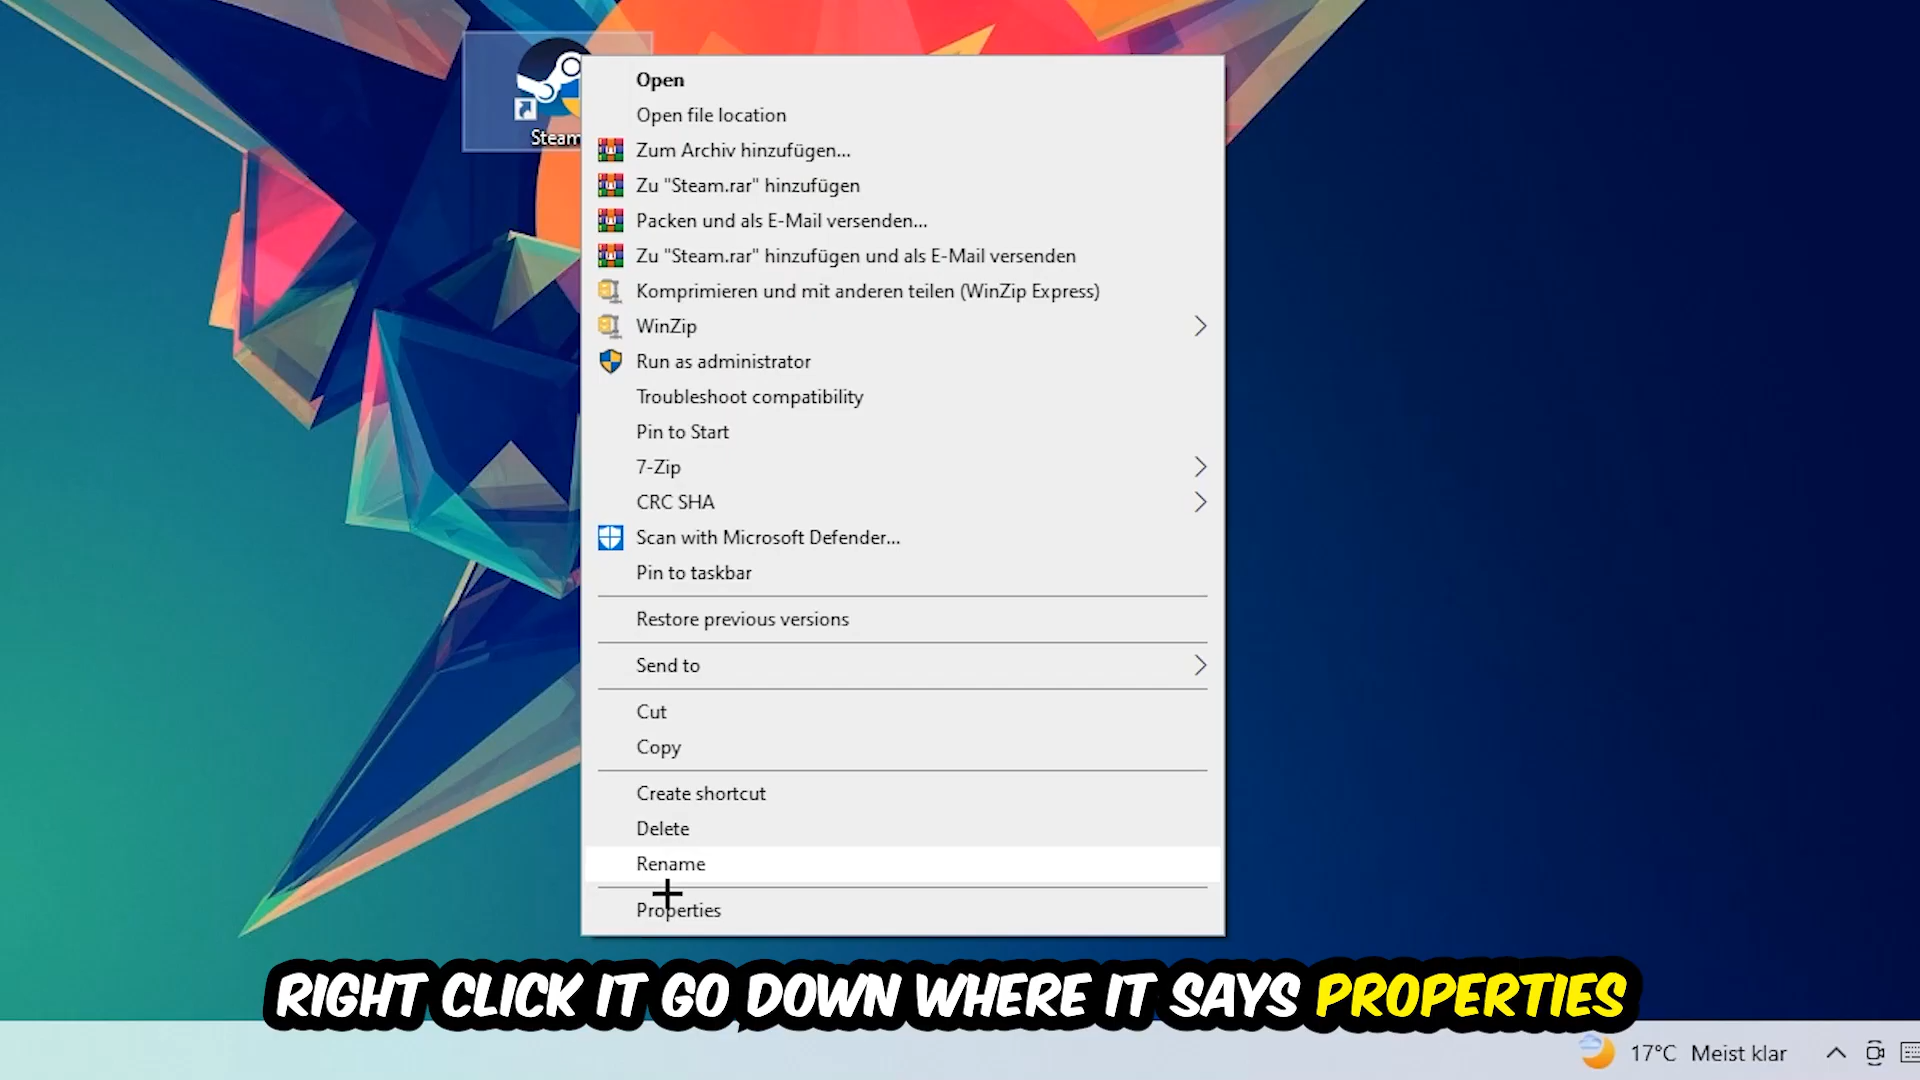 Steam
Open
Open file location
Zum Archiv hinzufügen...
Zu "Steam.rar" hinzufügen
Packen und als E-Mail versenden...
Zu "Steam.rar" hinzufügen und als E-Mail versenden
Komprimieren und mit anderen teilen (WinZip Express)
WinZip
Run as administrator
Troubleshoot compatibility
Pin to Start
7-Zip
CRC SHA
Scan with Microsoft Defender...
Pin to taskbar
Restore previous versions
Send to
Cut
Copy
Create shortcut
Delete
Rename
Properties
RIGHT CLICK IT GO DOWN WHERE IT SAYS PROPERTIES
17°C Meist klar